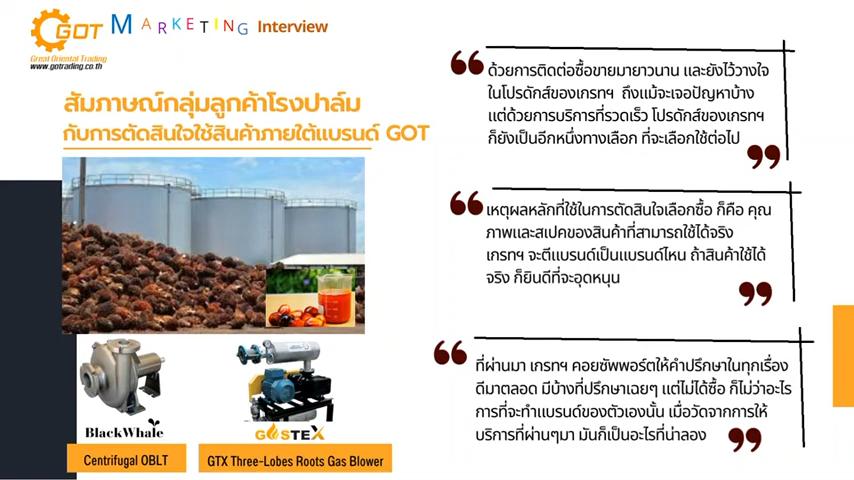 GOT
Great Oriental Trading
www.gotrading.co.th
MARKETING Interview
สัมภาษณ์กลุ่มลูกค้าโรงปาล์ม
กับการตัดสินใจใช้สินค้าภายใต้แบรนด์ GOT
BlackWhale
Centrifugal OBLT
GASTEX
GTX Three-Lobes Roots Gas Blower
ด้วยการติดต่อซื้อขายมายาวนาน และยังไว้วางใจ
ในโปรดักส์ของเกรทฯ ถึงแม้จะเจอปัญหาบ้าง
แต่ด้วยการบริการที่รวดเร็ว โปรดักส์ของเกรทฯ
ก็ยังเป็นอีกหนึ่งทางเลือก ที่จะเลือกใช้ต่อไป
เหตุผลหลักที่ใช้ในการตัดสินใจเลือกซื้อ ก็คือ คุณ
ภาพและสเปคของสินค้าที่สามารถใช้ได้จริง
เกรทฯ จะตีแบรนด์เป็นแบรนด์ไหน ถ้าสินค้าใช้ได้
จริง ก็ยินดีที่จะอุดหนุน
ที่ผ่านมา เกรทฯ คอยซัพพอร์ตให้คำปรึกษาในทุกเรื่อง
ดีมาตลอด มีบ้างที่ปรึกษาเฉยๆ แต่ไม่ได้ซื้อ ก็ไม่ว่าอะไร
การที่จะทำแบรนด์ของตัวเองนั้น เมื่อวัดจากการให้
บริการที่ผ่านๆมา มันก็เป็นอะไรที่น่าลอง